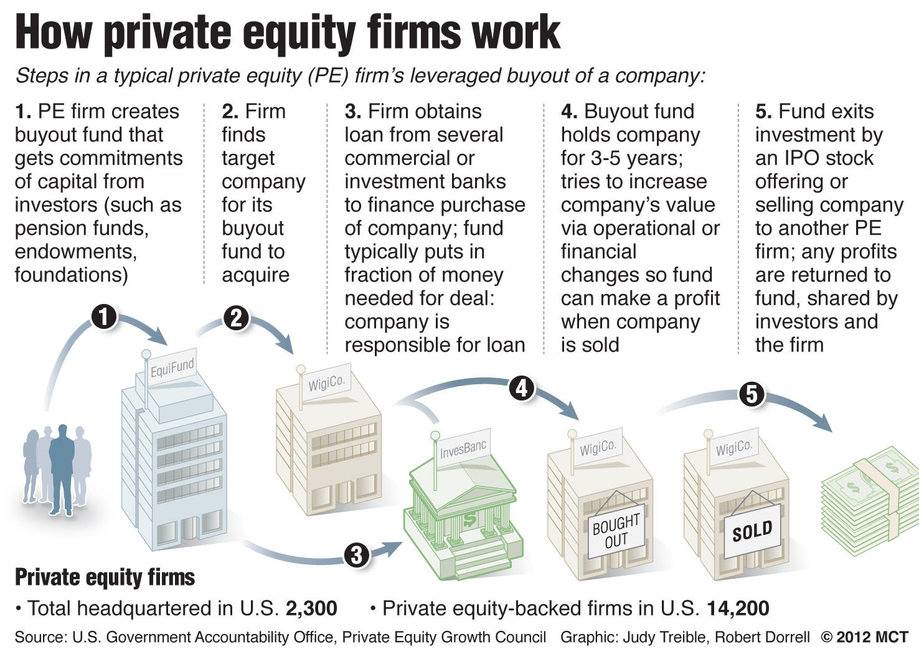 How private equity firms work
Steps in a typical private equity (PE) firm's leveraged buyout of a company:
1. PE firm creates
buyout fund that
gets commitments
of capital from
investors (such as
pension funds,
endowments,
foundations)
2. Firm
finds
target
company
for its
buyout
fund to
acquire
3. Firm obtains
loan from several
commercial or
investment banks
to finance purchase
of company; fund
typically puts in
fraction of money
needed for deal:
company is
responsible for loan
4. Buyout fund
holds company
for 3-5 years;
tries to increase
company's value
via operational or
financial
changes so fund
can make a profit
when company
is sold
5. Fund exits
investment by
an IPO stock
offering or
selling company
to another PE
firm; any profits
are returned to
fund, shared by
investors and
the firm
1
2
EquiFund
WigiCo.
3
InvesBanc
$
4
WigiCo.
BOUGHT
OUT
5
WigiCo.
SOLD
$
$
Private equity firms
• Total headquartered in U.S. 2,300
• Private equity-backed firms in U.S. 14,200
Source: U.S. Government Accountability Office, Private Equity Growth Council
Graphic: Judy Treible, Robert Dorrell
© 2012 MCT